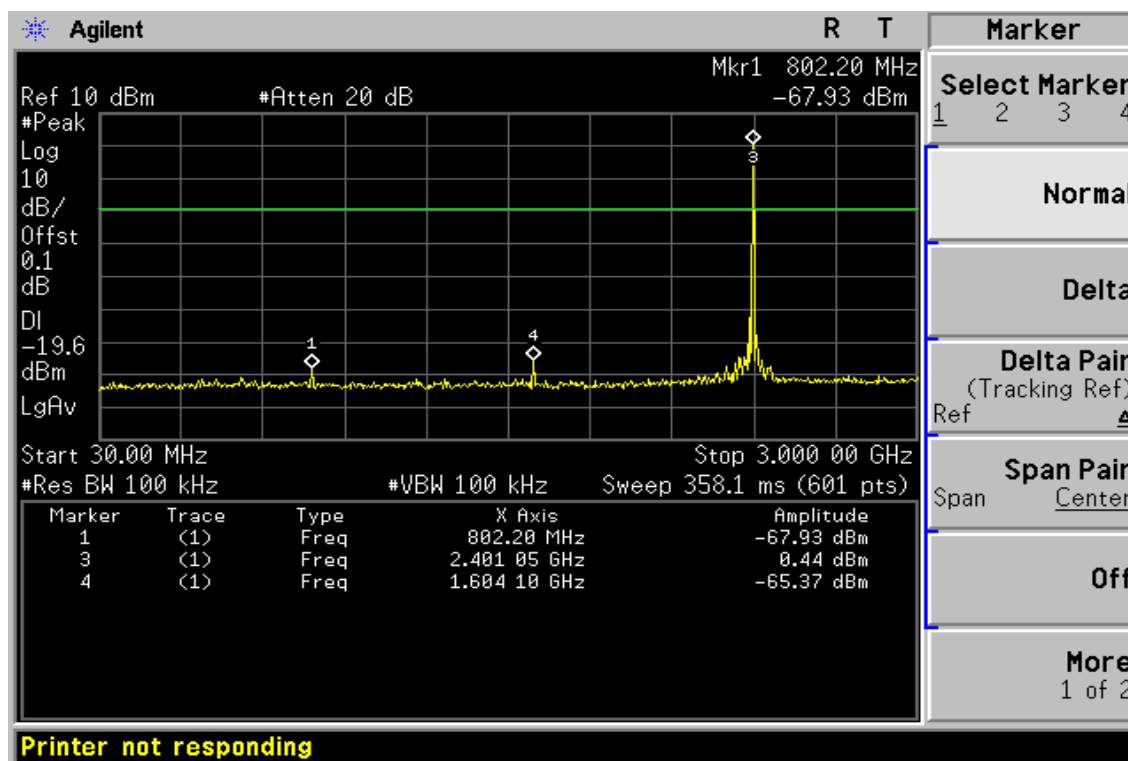 Agilent R T
Mkr1 802.20 MHz
Ref 10 dBm #Atten 20 dB -67.93 dBm
#Peak
Log
10
dB/
Offst
0.1
dB
DI
-19.6
dBm
LgAv
3
1
4
Start 30.00 MHz Stop 3.000 00 GHz
#Res BW 100 kHz #VBW 100 kHz Sweep 358.1 ms (601 pts)
Marker Trace Type X Axis Amplitude
1 (1) Freq 802.20 MHz -67.93 dBm
3 (1) Freq 2.401 05 GHz 0.44 dBm
4 (1) Freq 1.604 10 GHz -65.37 dBm
Printer not responding
Marker
Select Marker
1 2 3 4
Normal
Delta
Delta Pair
(Tracking Ref)
Ref Δ
Span Pair
Span Center
Off
More
1 of 2